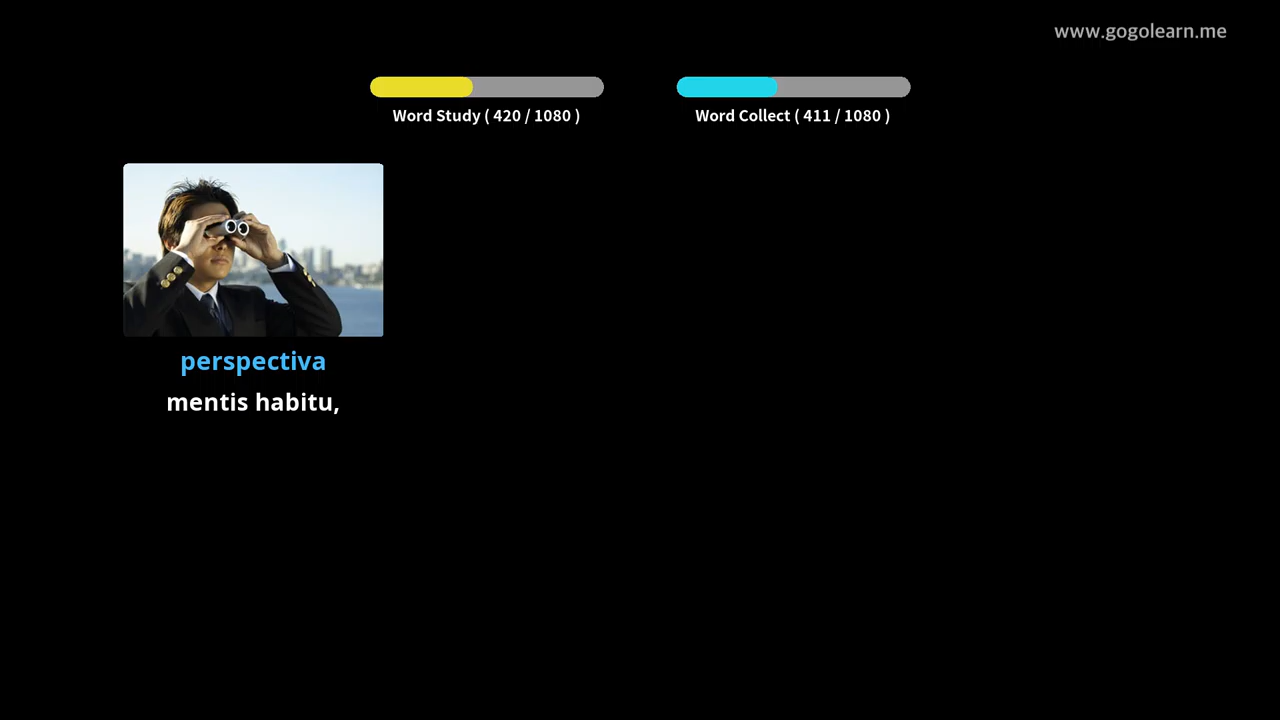 www.gogolearn.me
Word Study ( 420 / 1080 )
Word Collect ( 411 / 1080 )
perspectiva
mentis habitu,